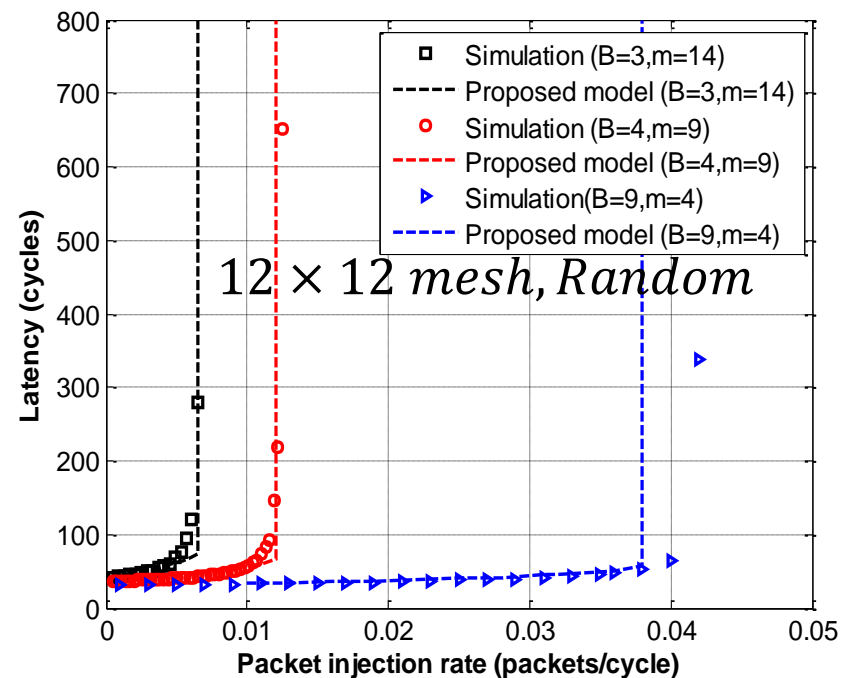 800
700
600
500
400
300
200
100
0
Latency (cycles)
Simulation (B=3,m=14)
Proposed model (B=3,m=14)
Simulation (B=4,m=9)
Proposed model (B=4,m=9)
Simulation(B=9,m=4)
Proposed model (B=9,m=4)
12 × 12 mesh, Random
0 0.01 0.02 0.03 0.04 0.05
Packet injection rate (packets/cycle)